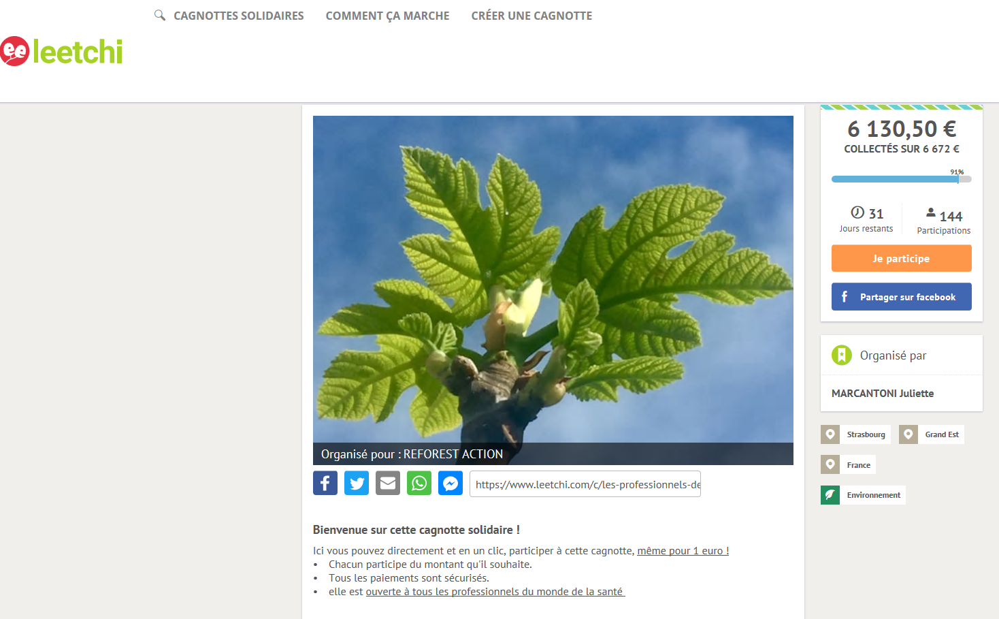 CAGNOTTES SOLIDAIRES COMMENT ÇA MARCHE CRÉER UNE CAGNOTTE
leetchi
Organisé pour : REFOREST ACTION
https://www.leetchi.com/c/les-professionnels-de
Bienvenue sur cette cagnotte solidaire !
Ici vous pouvez directement et en un clic, participer à cette cagnotte, même pour 1 euro !
• Chacun participe du montant qu'il souhaite.
• Tous les paiements sont sécurisés.
• elle est ouverte à tous les professionnels du monde de la santé
6 130,50 €
COLLECTÉS SUR 6 672 €
91%
31
Jours restants
144
Participations
Je participe
Partager sur facebook
Organisé par
MARCANTONI Juliette
Strasbourg
Grand Est
France
Environnement